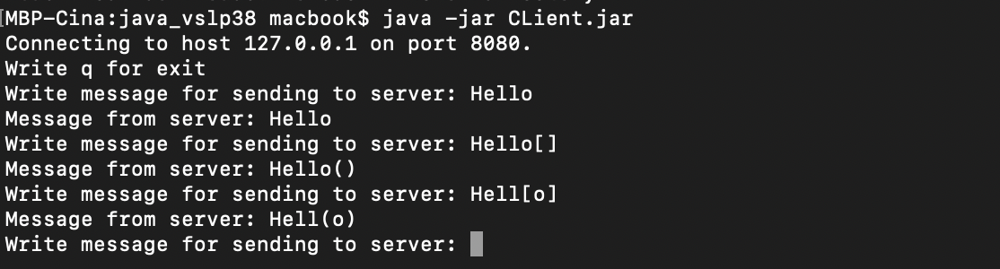 [MBP-Cina:java_vslp38 macbook$ java -jar CLient.jar
Connecting to host 127.0.0.1 on port 8080.
Write q for exit
Write message for sending to server: Hello
Message from server: Hello
Write message for sending to server: Hello[]
Message from server: Hello()
Write message for sending to server: Hell[o]
Message from server: Hell(o)
Write message for sending to server: